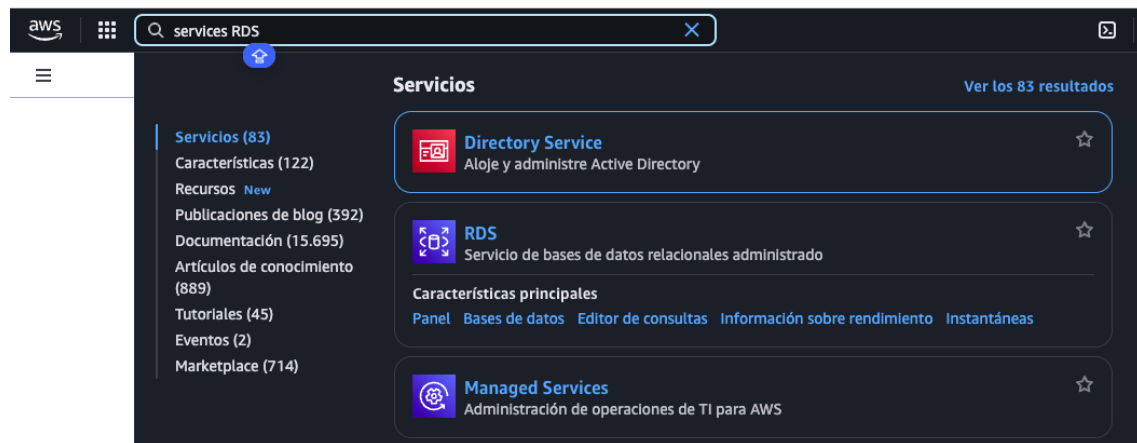 aws
services RDS
Servicios
Ver los 83 resultados
Servicios (83)
Características (122)
Recursos New
Publicaciones de blog (392)
Documentación (15.695)
Artículos de conocimiento
(889)
Tutoriales (45)
Eventos (2)
Marketplace (714)
Directory Service
Aloje y administre Active Directory
RDS
Servicio de bases de datos relacionales administrado
Características principales
Panel Bases de datos Editor de consultas Información sobre rendimiento Instantáneas
Managed Services
Administración de operaciones de TI para AWS